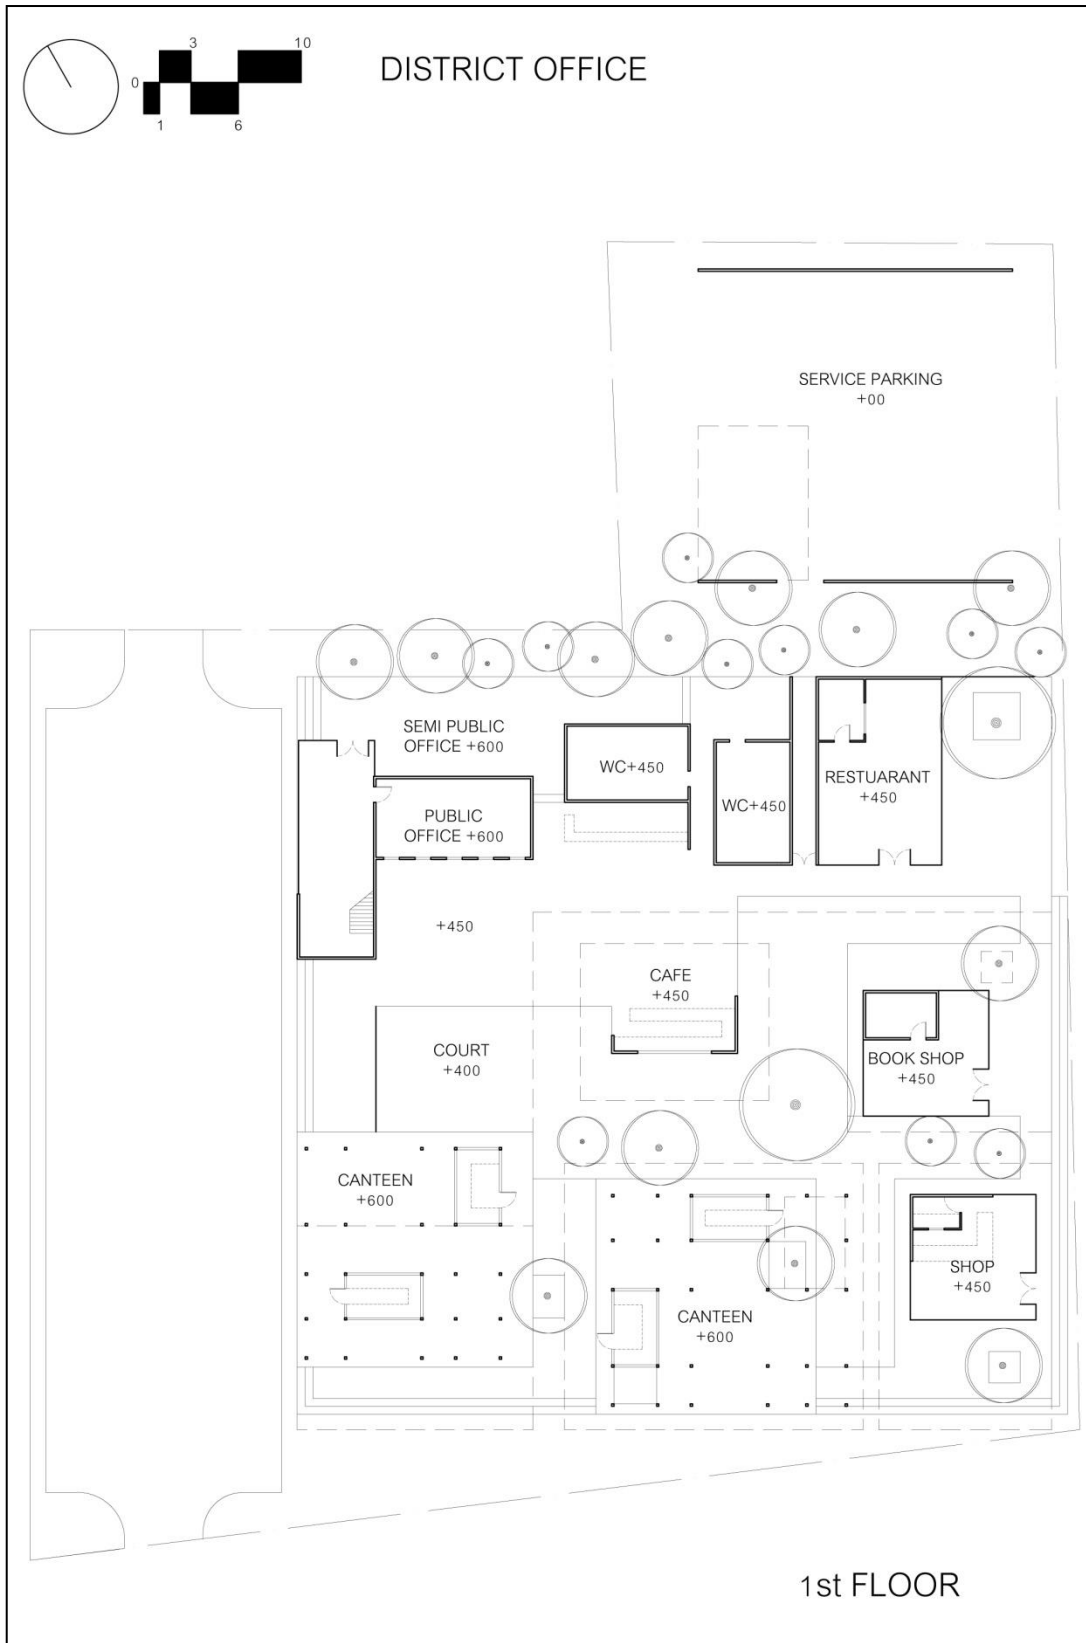 3
10
DISTRICT OFFICE
0
1
6
SERVICE PARKING
+00
SEMI PUBLIC
OFFICE +600
WC+450
WC+450
RESTUARANT
+450
PUBLIC
OFFICE +600
+450
CAFE
+450
COURT
+400
BOOK SHOP
+450
CANTEEN
+600
SHOP
+450
CANTEEN
+600
1st FLOOR